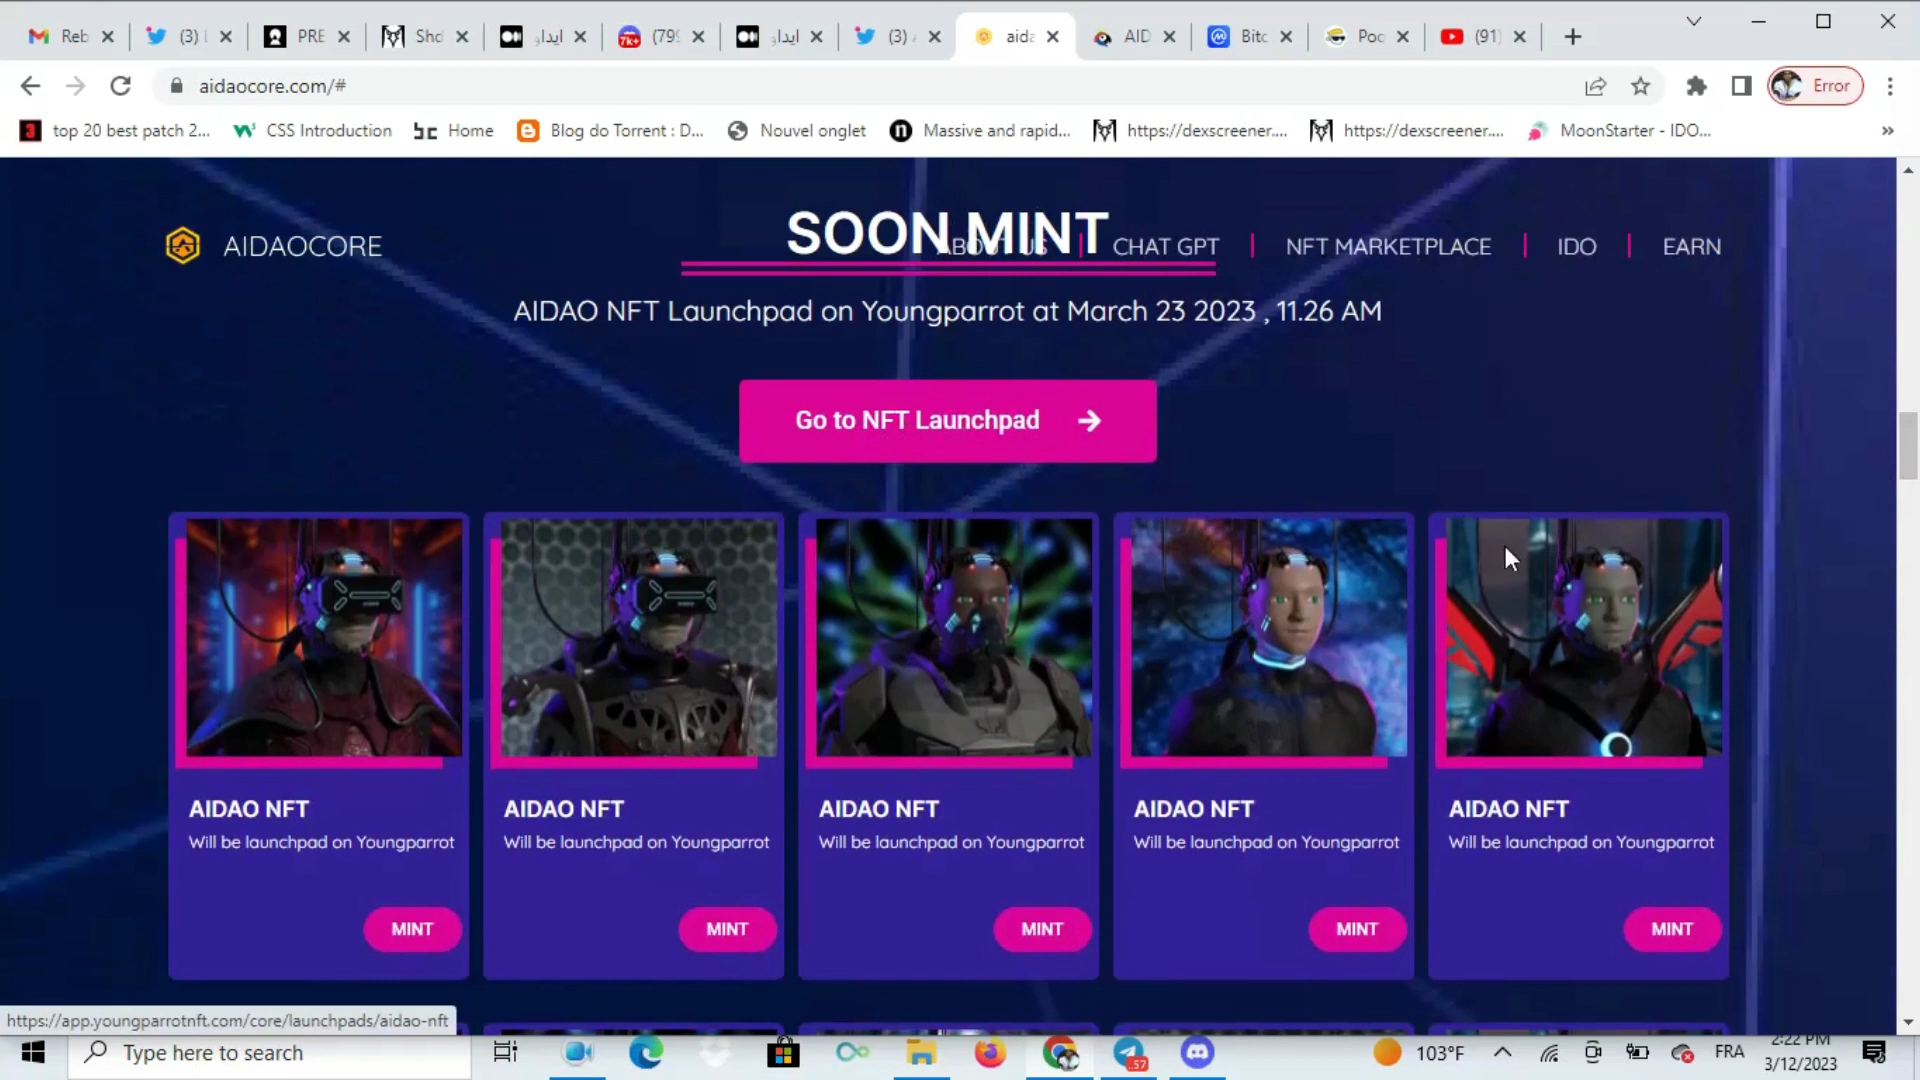 Reb
(3)
PRE
Shd
ايداو
(79
ايداو
(3)
aida
AID
Bitc
Poc
(91)
aidaocore.com/#
Error
top 20 best patch 2...
CSS Introduction
Home
Blog do Torrent : D...
Nouvel onglet
Massive and rapid...
https://dexscreener....
https://dexscreener....
MoonStarter - IDO...
»
AIDAOCORE
SOON MINT
ABOUT US
CHAT GPT
NFT MARKETPLACE
IDO
EARN
AIDAO NFT Launchpad on Youngparrot at March 23 2023 , 11.26 AM
Go to NFT Launchpad
AIDAO NFT
Will be launchpad on Youngparrot
MINT
AIDAO NFT
Will be launchpad on Youngparrot
MINT
AIDAO NFT
Will be launchpad on Youngparrot
MINT
AIDAO NFT
Will be launchpad on Youngparrot
MINT
AIDAO NFT
Will be launchpad on Youngparrot
MINT
https://app.youngparrotnft.com/core/launchpads/aidao-nft
Type here to search
57
103°F
FRA
2:22 PM
3/12/2023